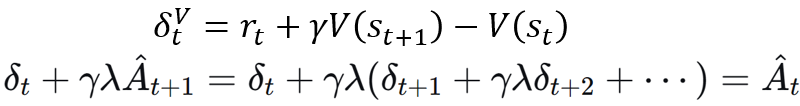 δ_t^V = r_t + γV(s_{t+1}) − V(s_t)
δ_t + γλÂ_{t+1} = δ_t + γλ(δ_{t+1} + γλδ_{t+2} + ⋯) = Â_t